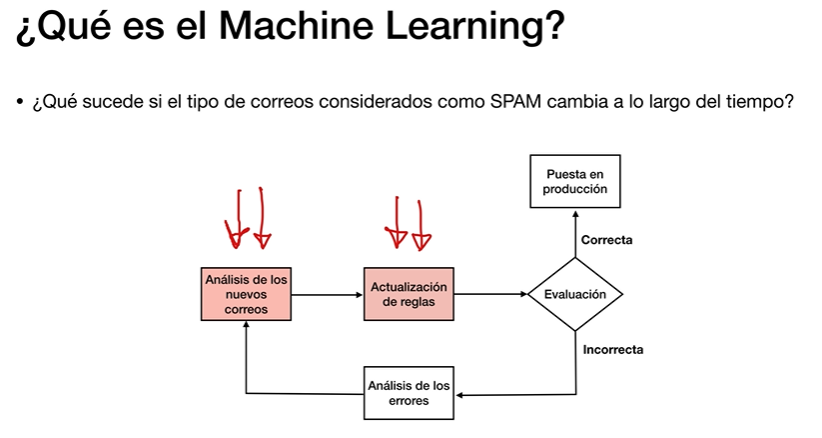 ¿Qué es el Machine Learning?
• ¿Qué sucede si el tipo de correos considerados como SPAM cambia a lo largo del tiempo?
Puesta en
producción
Correcta
Análisis de los
nuevos
correos
Actualización
de reglas
Evaluación
Incorrecta
Análisis de los
errores